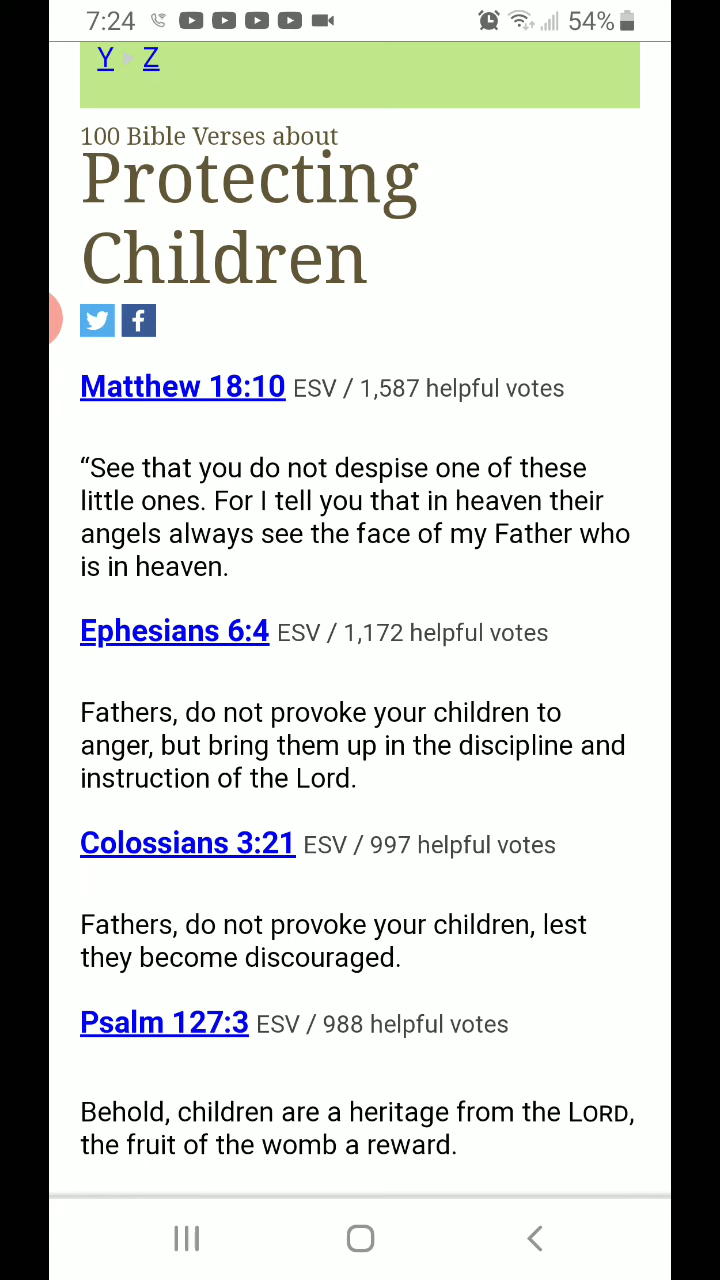 7:24
54%
Y Z
100 Bible Verses about
Protecting
Children
Matthew 18:10 ESV / 1,587 helpful votes
“See that you do not despise one of these
little ones. For I tell you that in heaven their
angels always see the face of my Father who
is in heaven.
Ephesians 6:4 ESV / 1,172 helpful votes
Fathers, do not provoke your children to
anger, but bring them up in the discipline and
instruction of the Lord.
Colossians 3:21 ESV / 997 helpful votes
Fathers, do not provoke your children, lest
they become discouraged.
Psalm 127:3 ESV / 988 helpful votes
Behold, children are a heritage from the LORD,
the fruit of the womb a reward.